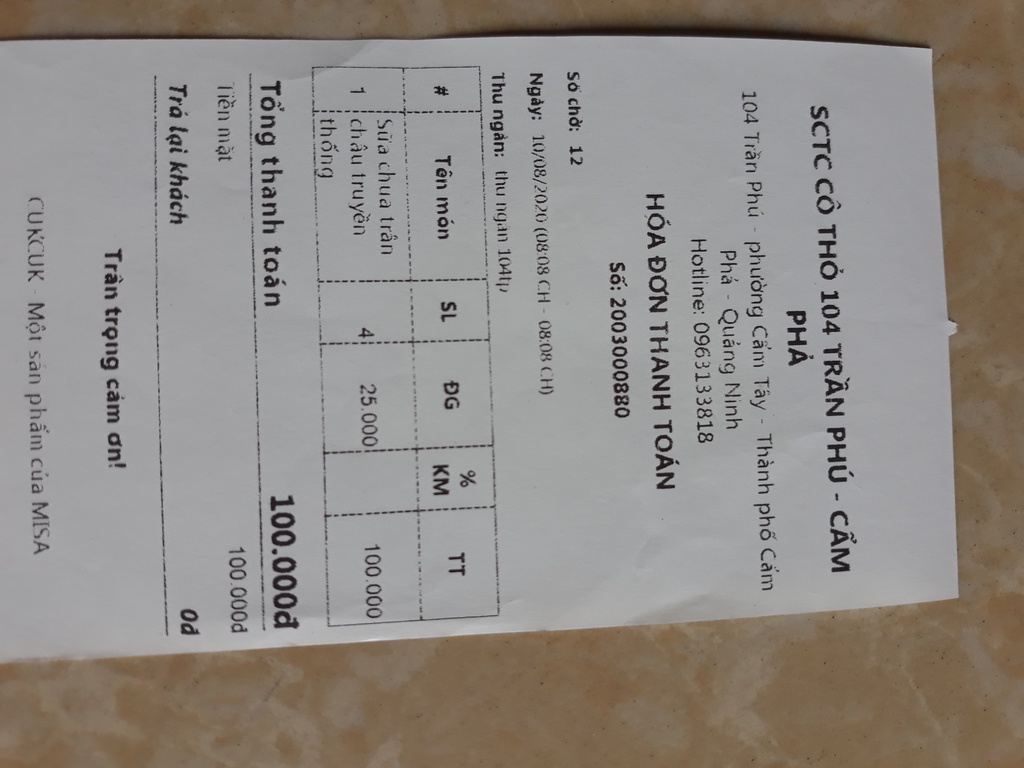 SCTC CÔ THỎ 104 TRẦN PHÚ - CẨM
PHẢ
104 Trần Phú - phường Cẩm Tây - Thành phố Cẩm
Phả - Quảng Ninh
Hotline: 0963133818
HÓA ĐƠN THANH TOÁN
Số: 2003000880
Số chờ: 12
Ngày: 10/08/2020 (08:08 CH - 08:08 CH)
Thu ngân: thu ngân 104tp
# Tên món SL ĐG % KM TT
1 Sữa chua trân châu truyền thống 4 25.000 100.000
Tổng thanh toán 100.000đ
Tiền mặt 100.000đ
Trả lại khách 0đ
Trân trọng cảm ơn!
CUKCUK - Một sản phẩm của MISA